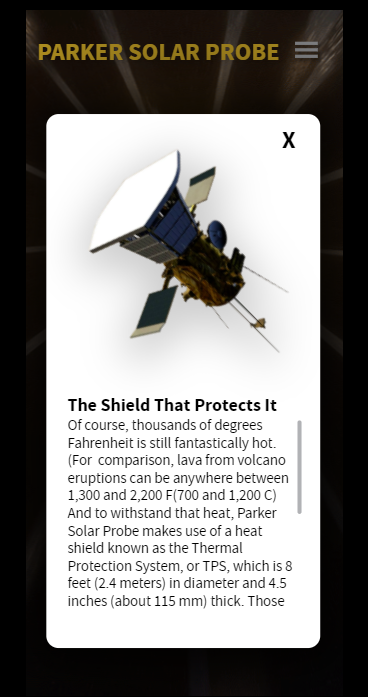 PARKER SOLAR PROBE
X
The Shield That Protects It
Of course, thousands of degrees
Fahrenheit is still fantastically hot.
(For  comparison, lava from volcano
eruptions can be anywhere between
1,300 and 2,200 F(700 and 1,200 C)
And to withstand that heat, Parker
Solar Probe makes use of a heat
shield known as the Thermal
Protection System, or TPS, which is 8
feet (2.4 meters) in diameter and 4.5
inches (about 115 mm) thick. Those